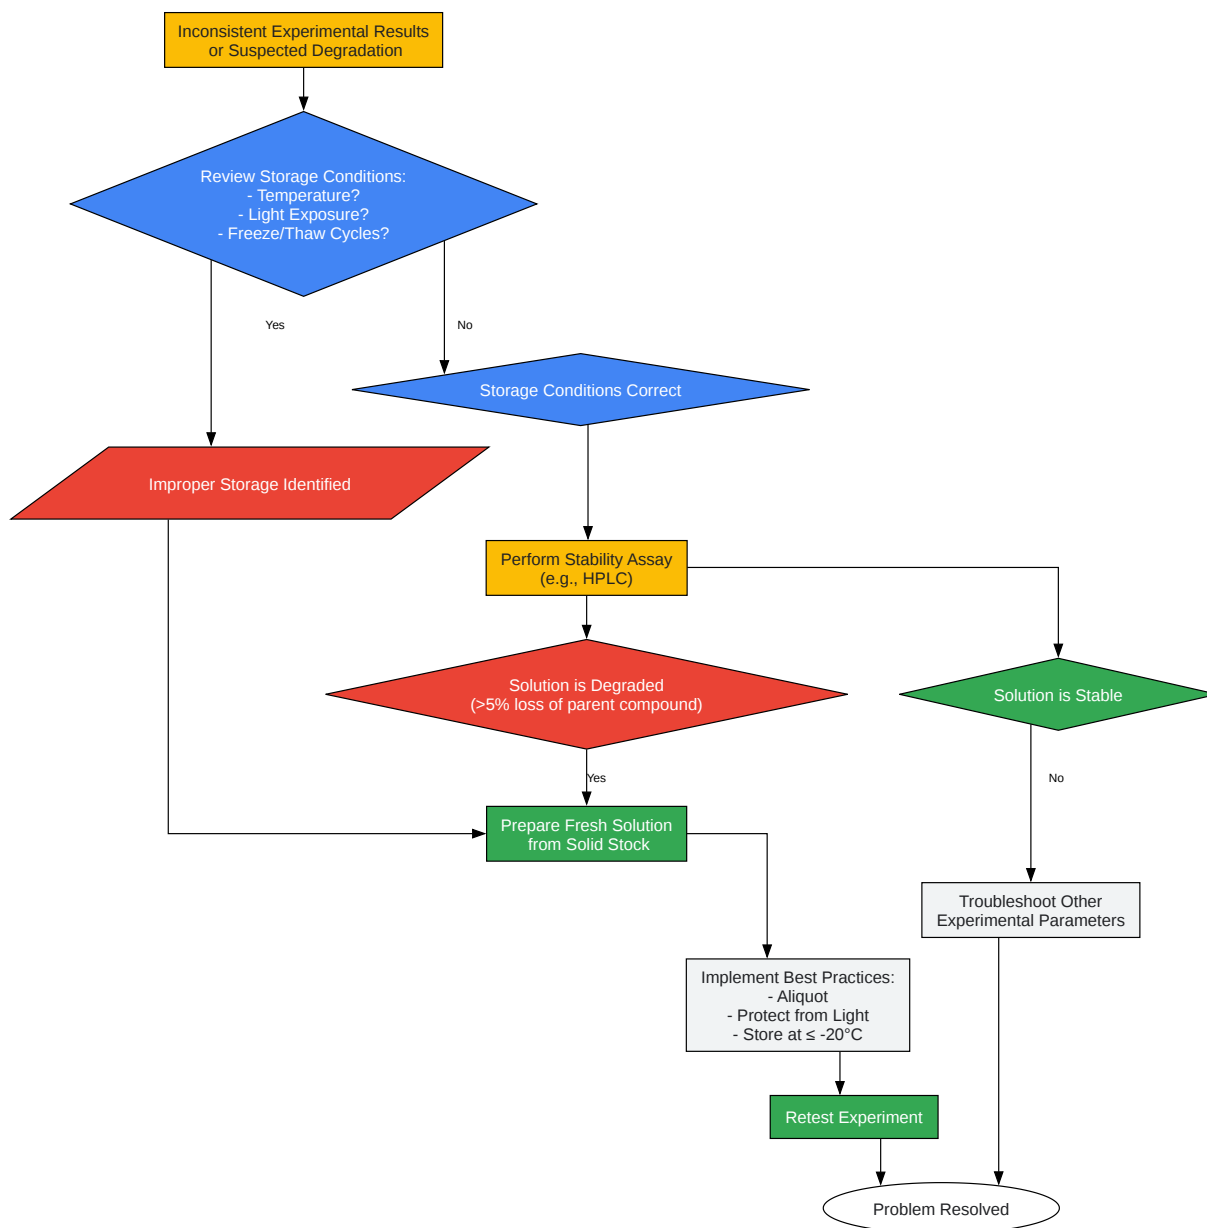 Inconsistent Experimental Results
or Suspected Degradation
Review Storage Conditions:
- Temperature?
- Light Exposure?
- Freeze/Thaw Cycles?
Yes
No
Storage Conditions Correct
Improper Storage Identified
Perform Stability Assay
(e.g., HPLC)
Solution is Degraded
(>5% loss of parent compound)
Solution is Stable
Yes
No
Prepare Fresh Solution
from Solid Stock
Troubleshoot Other
Experimental Parameters
Implement Best Practices:
- Aliquot
- Protect from Light
- Store at ≤ -20°C
Retest Experiment
Problem Resolved